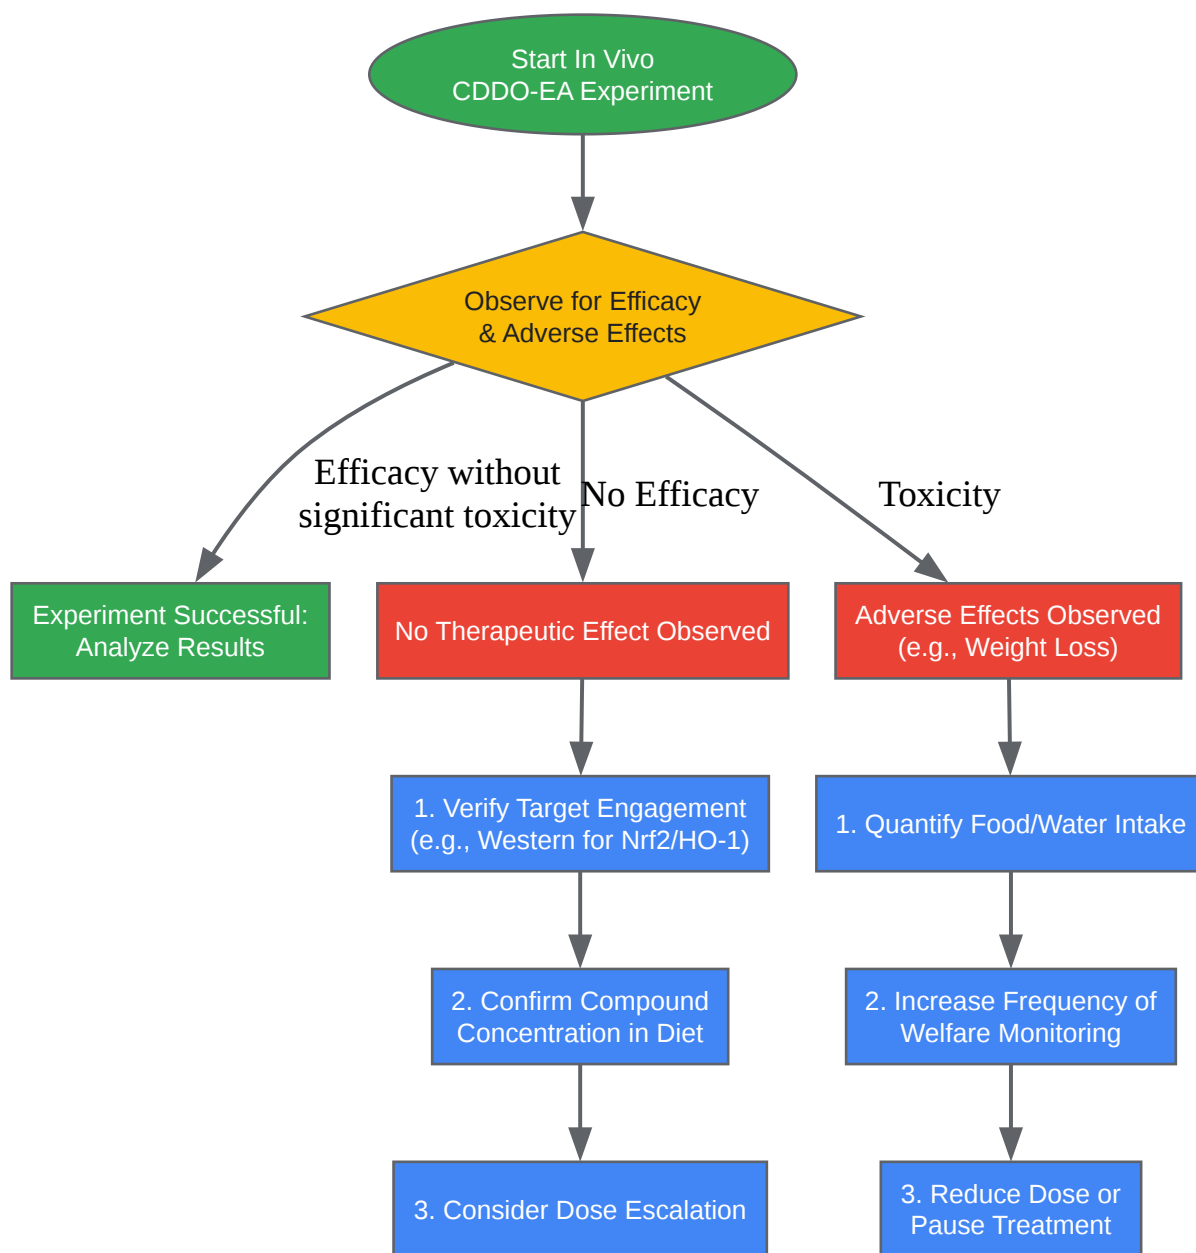 Start In Vivo
CDDO-EA Experiment
Observe for Efficacy
& Adverse Effects
Efficacy without
significant toxicity
No Efficacy
Toxicity
Experiment Successful:
Analyze Results
No Therapeutic Effect Observed
Adverse Effects Observed
(e.g., Weight Loss)
1. Verify Target Engagement
(e.g., Western for Nrf2/HO-1)
1. Quantify Food/Water Intake
2. Confirm Compound
Concentration in Diet
2. Increase Frequency of
Welfare Monitoring
3. Consider Dose Escalation
3. Reduce Dose or
Pause Treatment